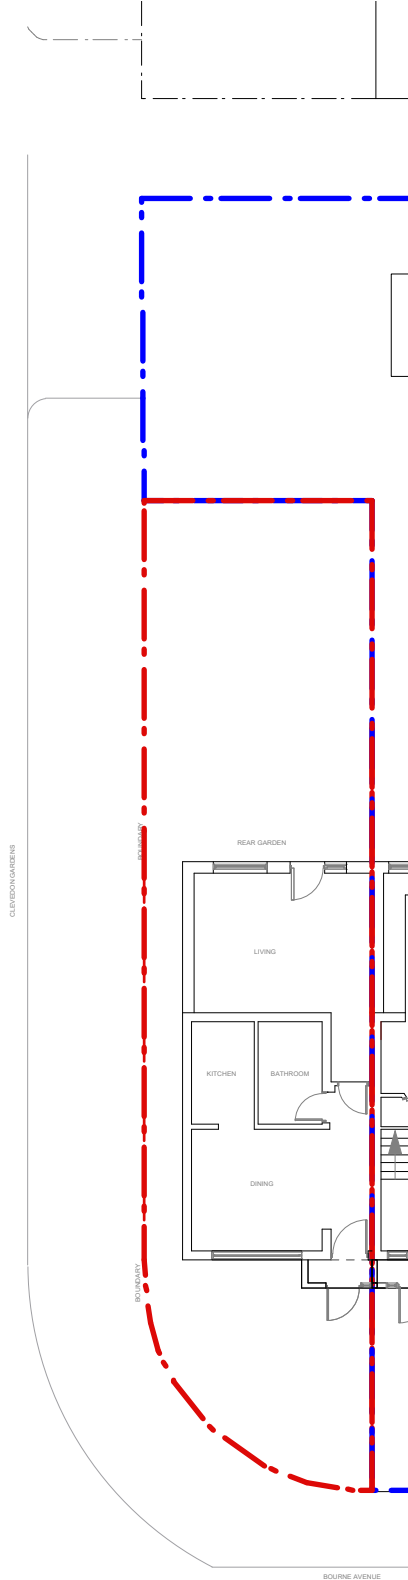 BOUNDARY
REAR GARDEN
CLEVEDON GARDENS
LIVING
KITCHEN
BATHROOM
DINING
BOUNDARY
BOURNE AVENUE